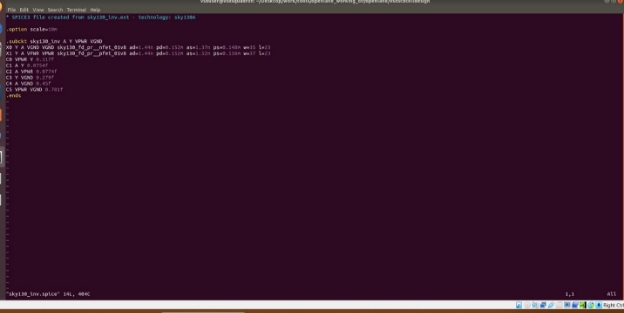 File Edit View Search Terminal Help
* SPICE3 file created from sky130_inv.ext - technology: sky130A
.option scale=10n
.subckt sky130_inv A Y VPWR VGND
X0 Y A VGND VGND sky130_fd_pr__nfet_01v8 ad=1.44n pd=0.152m as=1.37n ps=0.148m w=35 l=23
X1 Y A VPWR VPWR sky130_fd_pr__pfet_01v8 ad=1.44n pd=0.152m as=1.52n ps=0.156m w=37 l=23
C0 VPWR Y 0.117f
C1 A Y 0.0754f
C2 A VPWR 0.0774f
C3 Y VGND 0.279f
C4 A VGND 0.45f
C5 VPWR VGND 0.781f
.ends
"sky130_inv.spice" 14L, 484C
1,1
All
Right Ctrl